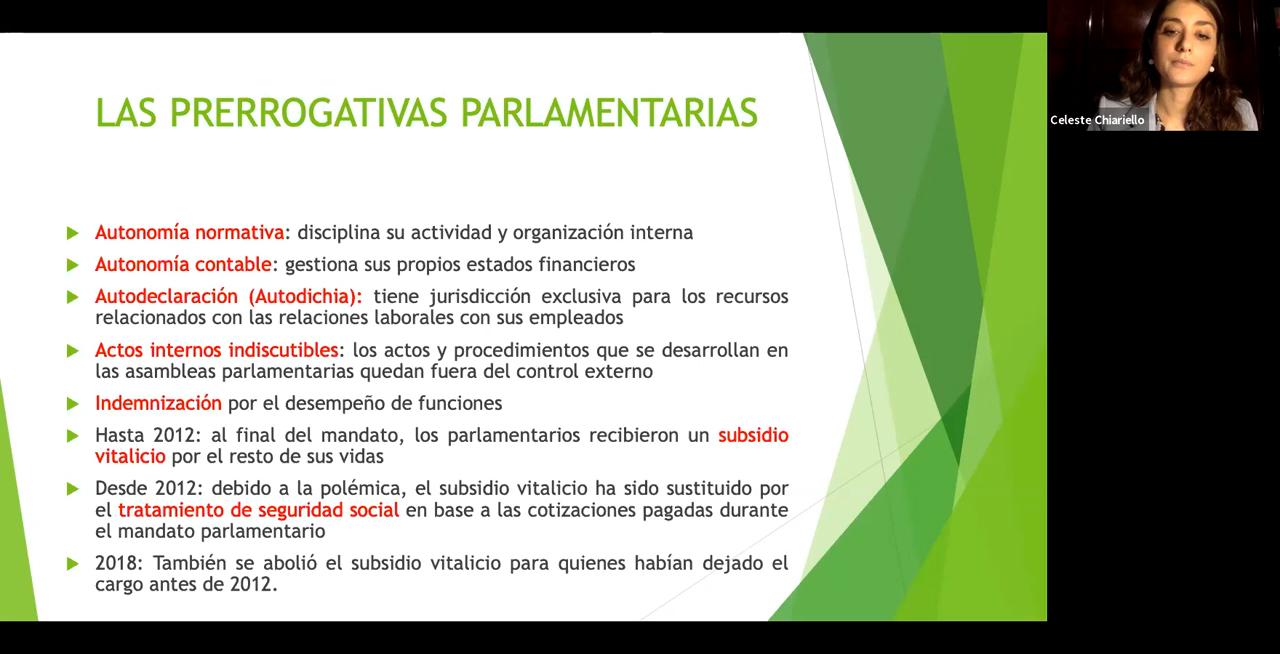 LAS PRERROGATIVAS PARLAMENTARIAS
Celeste Chiariello
Autonomía normativa: disciplina su actividad y organización interna
Autonomía contable: gestiona sus propios estados financieros
Autodeclaración (Autodichia): tiene jurisdicción exclusiva para los recursos
relacionados con las relaciones laborales con sus empleados
Actos internos indiscutibles: los actos y procedimientos que se desarrollan en
las asambleas parlamentarias quedan fuera del control externo
Indemnización por el desempeño de funciones
Hasta 2012: al final del mandato, los parlamentarios recibieron un subsidio
vitalicio por el resto de sus vidas
Desde 2012: debido a la polémica, el subsidio vitalicio ha sido sustituido por
el tratamiento de seguridad social en base a las cotizaciones pagadas durante
el mandato parlamentario
2018: También se abolió el subsidio vitalicio para quienes habían dejado el
cargo antes de 2012.